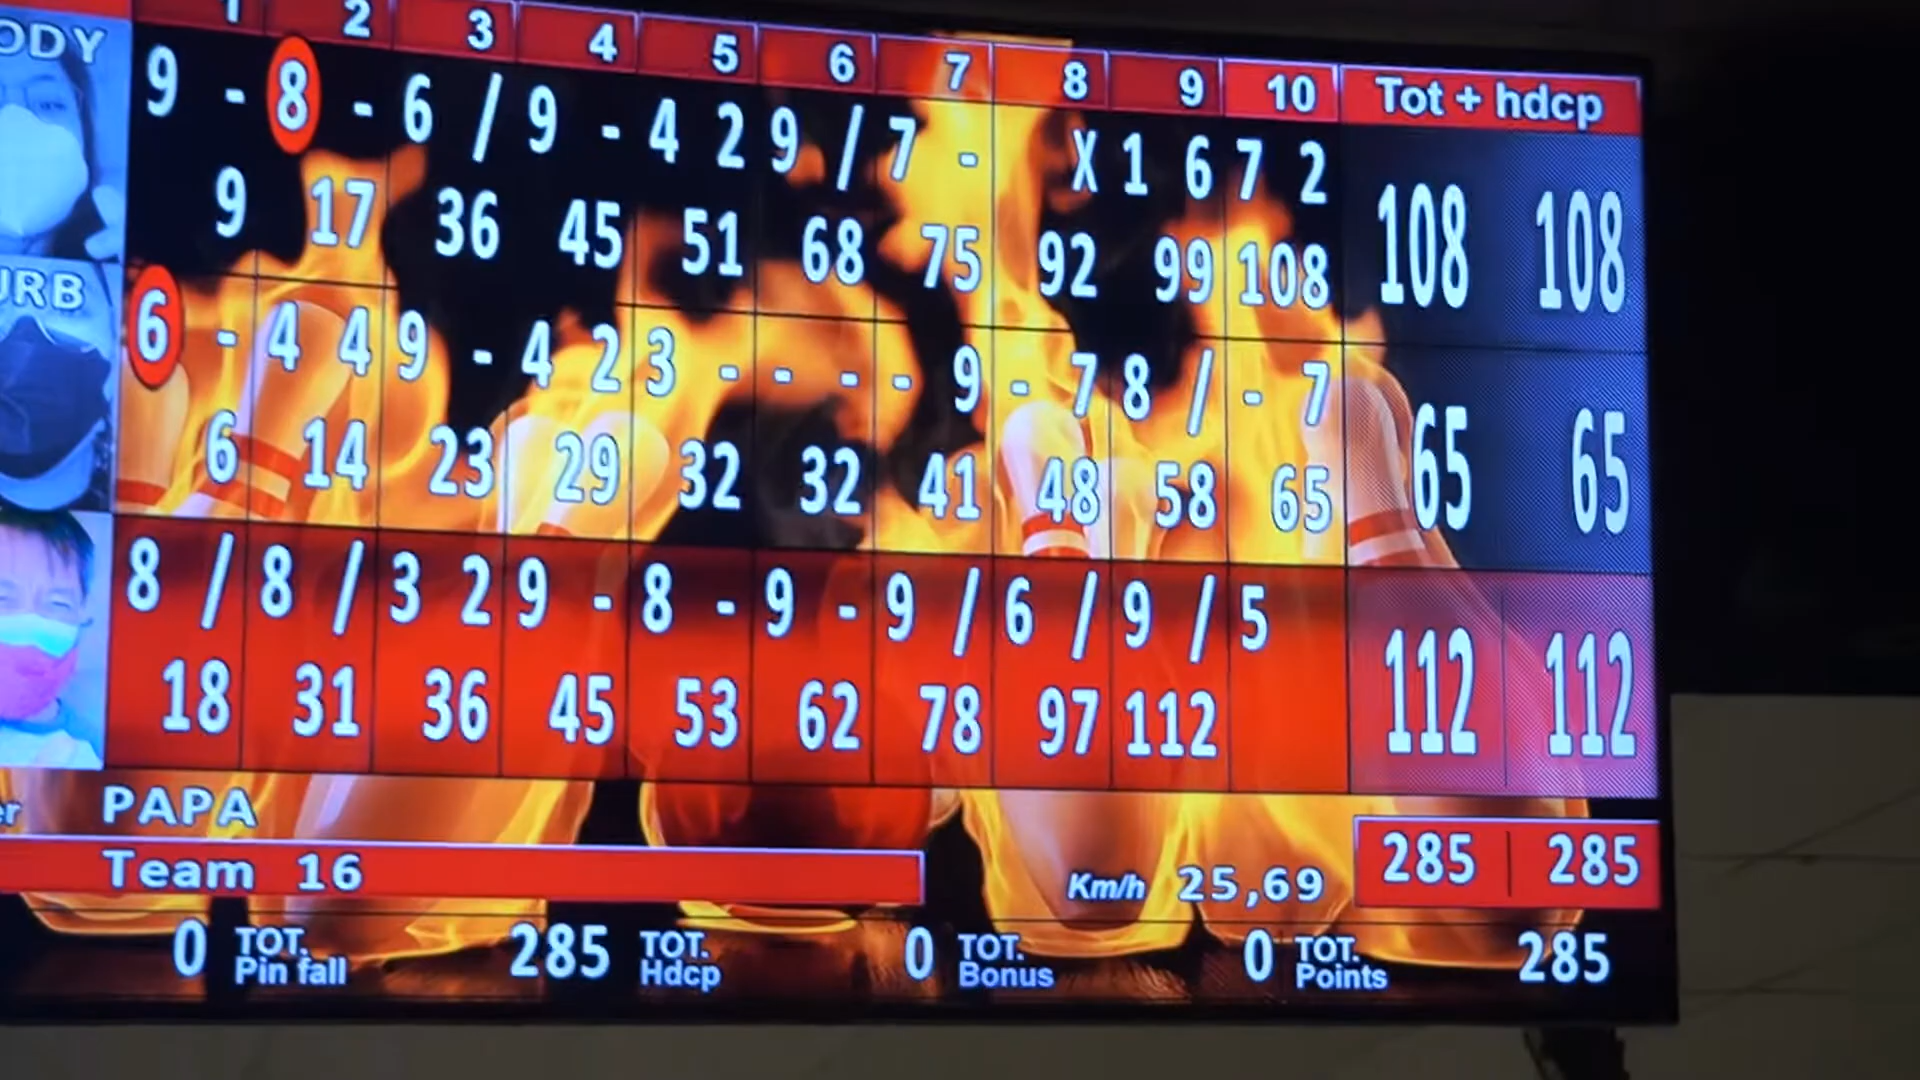 1 2 3 4 5 6 7 8 9 10 Tot + hdcp
ODY
9 - 8 - 6 / 9 - 4 2 9 / 7 - X 1 6 7 2
9 17 36 45 51 68 75 92 99 108 108 108
URB
6 - 4 4 9 - 4 2 3 - - - - 9 - 7 8 / - 7
6 14 23 29 32 32 41 48 58 65 65 65
8 / 8 / 3 2 9 - 8 - 9 - 9 / 6 / 9 / 5
18 31 36 45 53 62 78 97 112 112 112
er PAPA
Team 16 Km/h 25,69 285 285
0 TOT. Pin fall 285 TOT. Hdcp 0 TOT. Bonus 0 TOT. Points 285